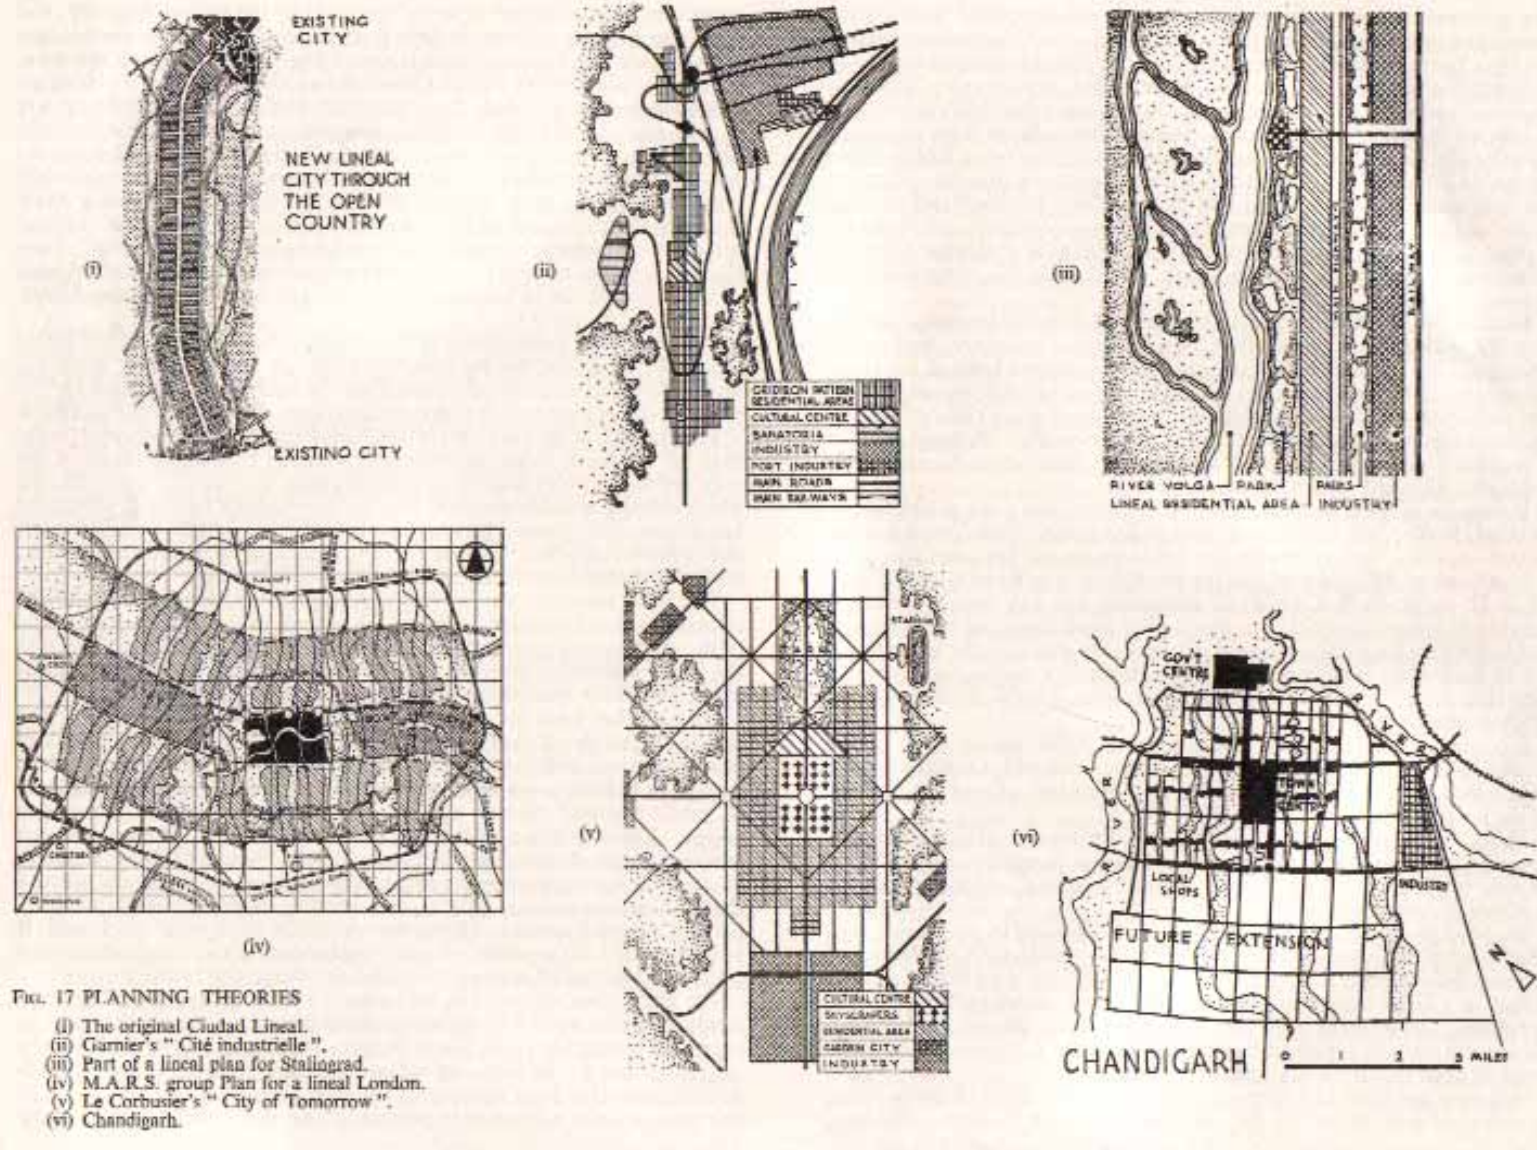 EXISTING
CITY
NEW LINEAL
CITY THROUGH
THE OPEN
COUNTRY
(i)
EXISTING CITY
(ii)
GRIDIRON PATTERN
RESIDENTIAL AREAS
CULTURAL CENTRE
SANATORIA
INDUSTRY
PORT INDUSTRY
MAIN ROADS
MAIN RAILWAYS
(iii)
RAILWAY
RIVER VOLGA PARK PARKS
LINEAL RESIDENTIAL AREA INDUSTRY
(iv)
STADIUM
(v)
CULTURAL CENTRE
SKYSCRAPERS
RESIDENTIAL AREA
GARDEN CITY
INDUSTRY
GOV'T
CENTRE
RIVER
RIVER
(vi)
TOWN
CENTRE
LOCAL
SHOPS
INDUSTRY
FUTURE EXTENSION
N
CHANDIGARH 0 1 2 3 MILES
FIG. 17 PLANNING THEORIES
(i) The original Ciudad Lineal.
(ii) Garnier's " Cité industrielle ".
(iii) Part of a lineal plan for Stalingrad.
(iv) M.A.R.S. group Plan for a lineal London.
(v) Le Corbusier's " City of Tomorrow ".
(vi) Chandigarh.